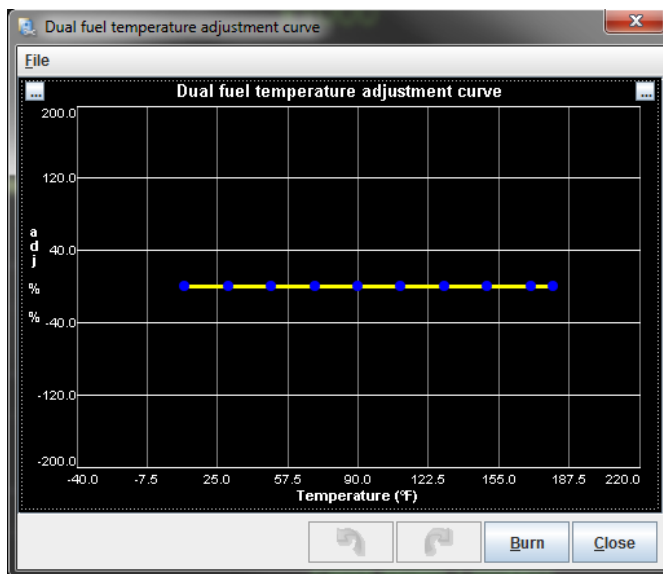 Dual fuel temperature adjustment curve
X
File
... Dual fuel temperature adjustment curve ...
200.0
120.0
adj
40.0
%
% -40.0
-120.0
-200.0
-40.0 -7.5 25.0 57.5 90.0 122.5 155.0 187.5 220.0
Temperature (°F)
Burn Close